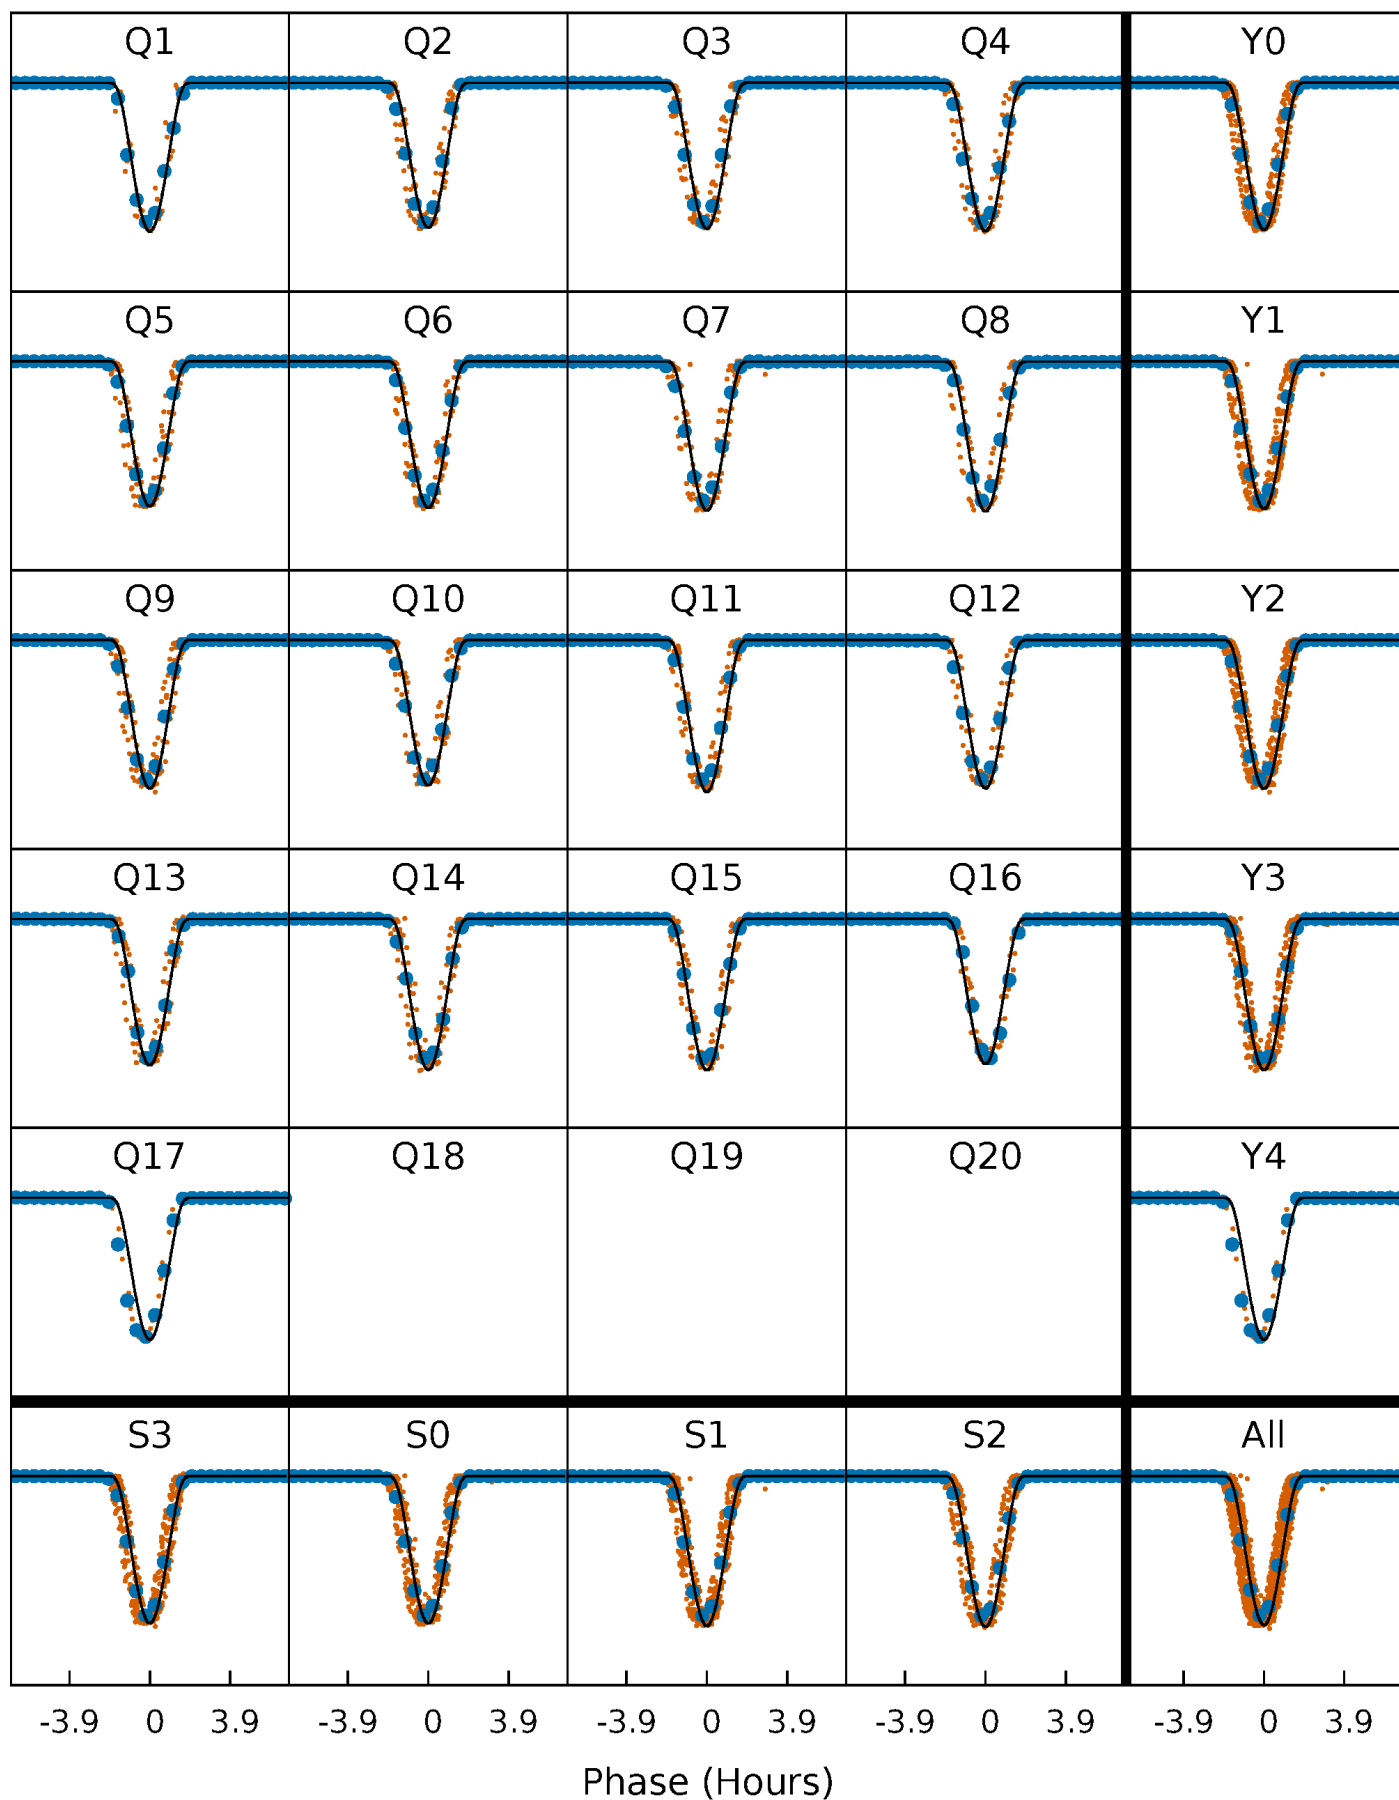 Q1 Q2 Q3 Q4 Y0
Q5 Q6 Q7 Q8 Y1
Q9 Q10 Q11 Q12 Y2
Q13 Q14 Q15 Q16 Y3
Q17 Q18 Q19 Q20 Y4
S3 S0 S1 S2 All
-3.9 0 3.9 -3.9 0 3.9 -3.9 0 3.9 -3.9 0 3.9 -3.9 0 3.9
Phase (Hours)